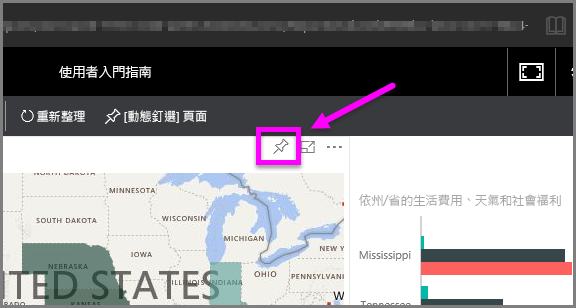 使用者入門指南
重新整理
[動態釘選] 頁面
MINNESOTA
SOUTH DAKOTA
WISCONSIN
MICHIGAN
NEW Y
NEBRASKA
IOWA
ILLINOIS
INDIANA
OHIO
PENNSYLVANIA
ITED STATES
W
依州/省的生活費用、天氣和社會福利
Mississippi
Tennessee